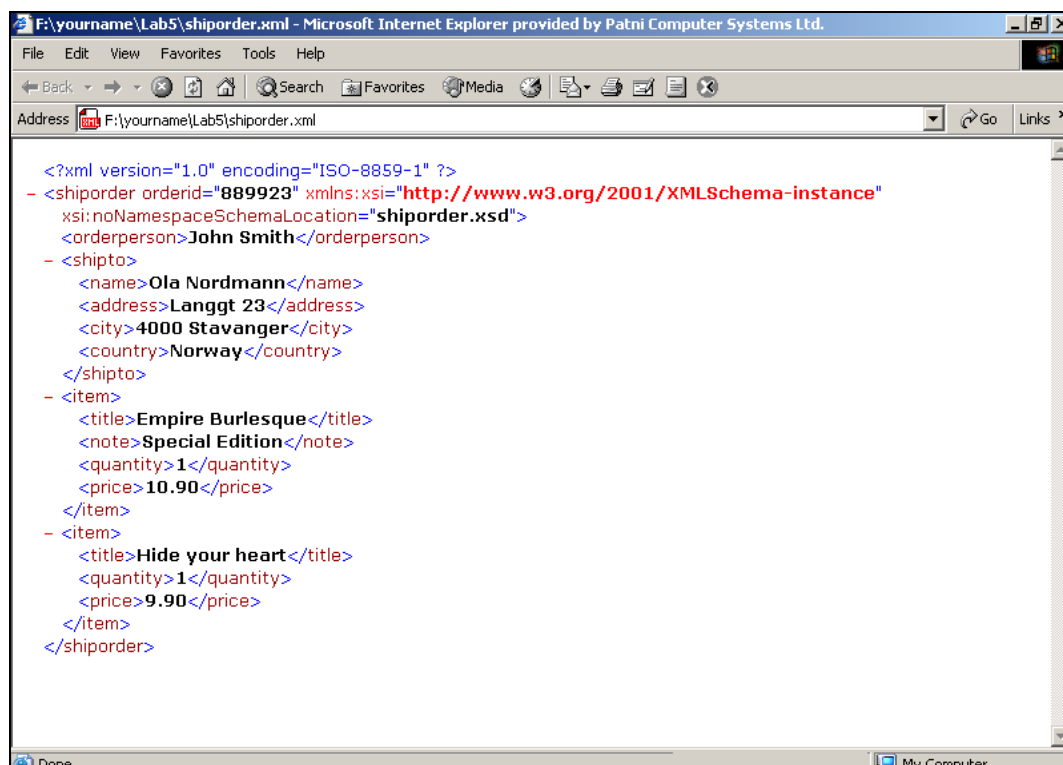 F:\yourname\Lab5\shiporder.xml - Microsoft Internet Explorer provided by Patni Computer Systems Ltd.
File Edit View Favorites Tools Help
Back Search Favorites Media
Address F:\yourname\Lab5\shiporder.xml Go Links
<?xml version="1.0" encoding="ISO-8859-1" ?>
- <shiporder orderid="889923" xmlns:xsi="http://www.w3.org/2001/XMLSchema-instance"
xsi:noNamespaceSchemaLocation="shiporder.xsd">
<orderperson>John Smith</orderperson>
- <shipto>
<name>Ola Nordmann</name>
<address>Langgt 23</address>
<city>4000 Stavanger</city>
<country>Norway</country>
</shipto>
- <item>
<title>Empire Burlesque</title>
<note>Special Edition</note>
<quantity>1</quantity>
<price>10.90</price>
</item>
- <item>
<title>Hide your heart</title>
<quantity>1</quantity>
<price>9.90</price>
</item>
</shiporder>
Done My Computer